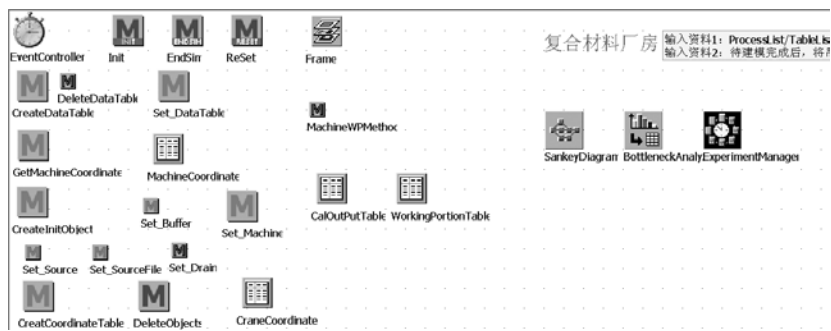 EventController Init EndSim ReSet Frame
复合材料厂房
输入资料1: ProcessList/TableLis
输入资料2: 待建模完成后，将
DeleteDataTable
CreateDataTable Set_DataTable
MachineWPMethod
SankeyDiagram BottleneckAnaly ExperimentManager
GetMachineCoordinate MachineCoordinate
CalOutPutTable WorkingPortionTable
CreateInitObject Set_Buffer Set_Machine
Set_Source Set_SourceFile Set_Drain
CreatCoordinateTable DeleteObjects CraneCoordinate